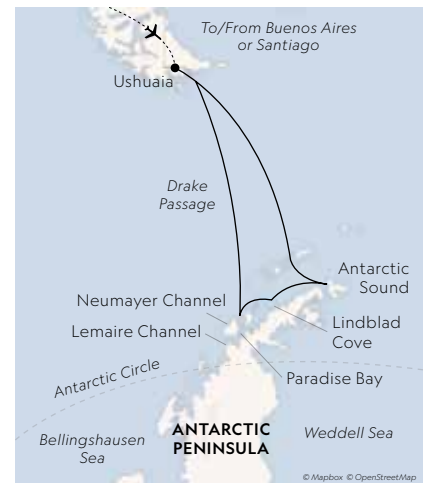 To/From Buenos Aires
or Santiago
Ushuaia
Drake
Passage
Antarctic
Sound
Neumayer Channel
Lindblad
Cove
Lemaire Channel
Paradise Bay
Antarctic Circle
ANTARCTIC
PENINSULA
Weddell Sea
Bellingshausen
Sea
© Mapbox © OpenStreetMap